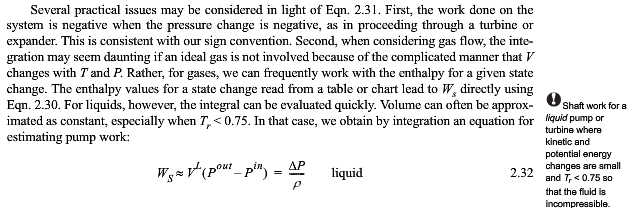 Several practical issues may be considered in light of Eqn. 2.31. First, the work done on the
system is negative when the pressure change is negative, as in proceeding through a turbine or
expander. This is consistent with our sign convention. Second, when considering gas flow, the inte-
gration may seem daunting if an ideal gas is not involved because of the complicated manner that V
changes with T and P. Rather, for gases, we can frequently work with the enthalpy for a given state
change. The enthalpy values for a state change read from a table or chart lead to W_s directly using
Eqn. 2.30. For liquids, however, the integral can be evaluated quickly. Volume can often be approx-
imated as constant, especially when T_r < 0.75. In that case, we obtain by integration an equation for
estimating pump work:
W_S ≈ V^L(P^out – P^in) = ΔP/ρ liquid 2.32
! Shaft work for a
liquid pump or
turbine where
kinetic and
potential energy
changes are small
and T_r < 0.75 so
that the fluid is
incompressible.